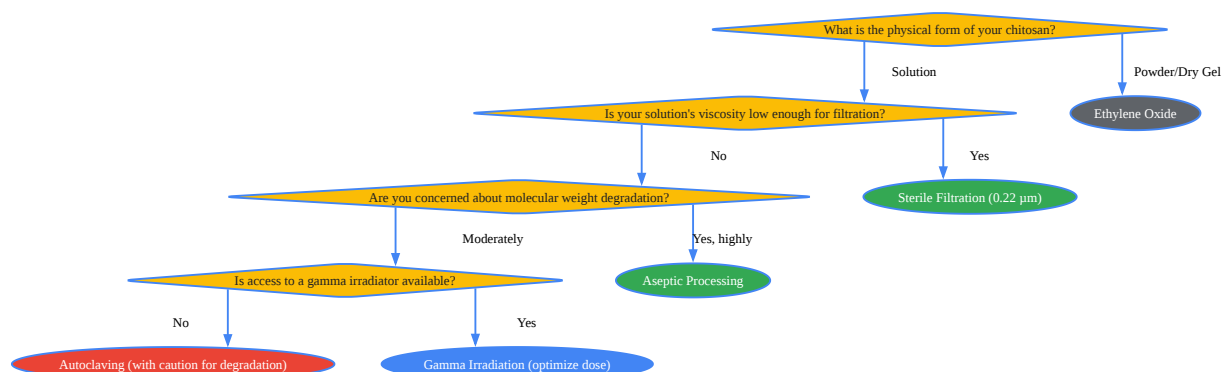 What is the physical form of your chitosan?
Solution
Powder/Dry Gel
Is your solution's viscosity low enough for filtration?
Ethylene Oxide
No
Yes
Are you concerned about molecular weight degradation?
Sterile Filtration (0.22 µm)
Moderately
Yes, highly
Is access to a gamma irradiator available?
Aseptic Processing
No
Yes
Autoclaving (with caution for degradation)
Gamma Irradiation (optimize dose)